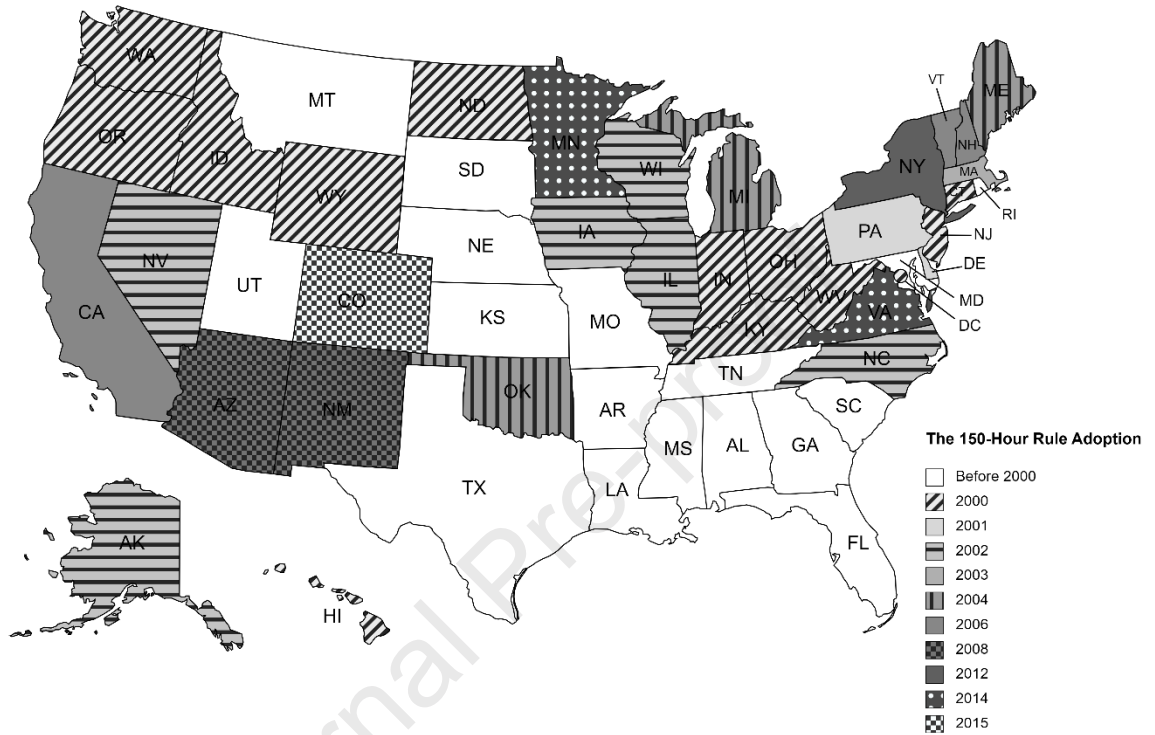 WA
MT
ND
MN
OR
ID
SD
WI
WY
MI
VT
ME
NH
NY
MA
CT
RI
NE
IA
PA
NJ
NV
UT
CO
IL
IN
OH
DE
WV
MD
CA
KS
MO
KY
VA
DC
TN
NC
AZ
NM
OK
AR
SC
MS
AL
GA
TX
LA
FL
AK
HI
The 150-Hour Rule Adoption
Before 2000
2000
2001
2002
2003
2004
2006
2008
2012
2014
2015
rnal Pre-pro